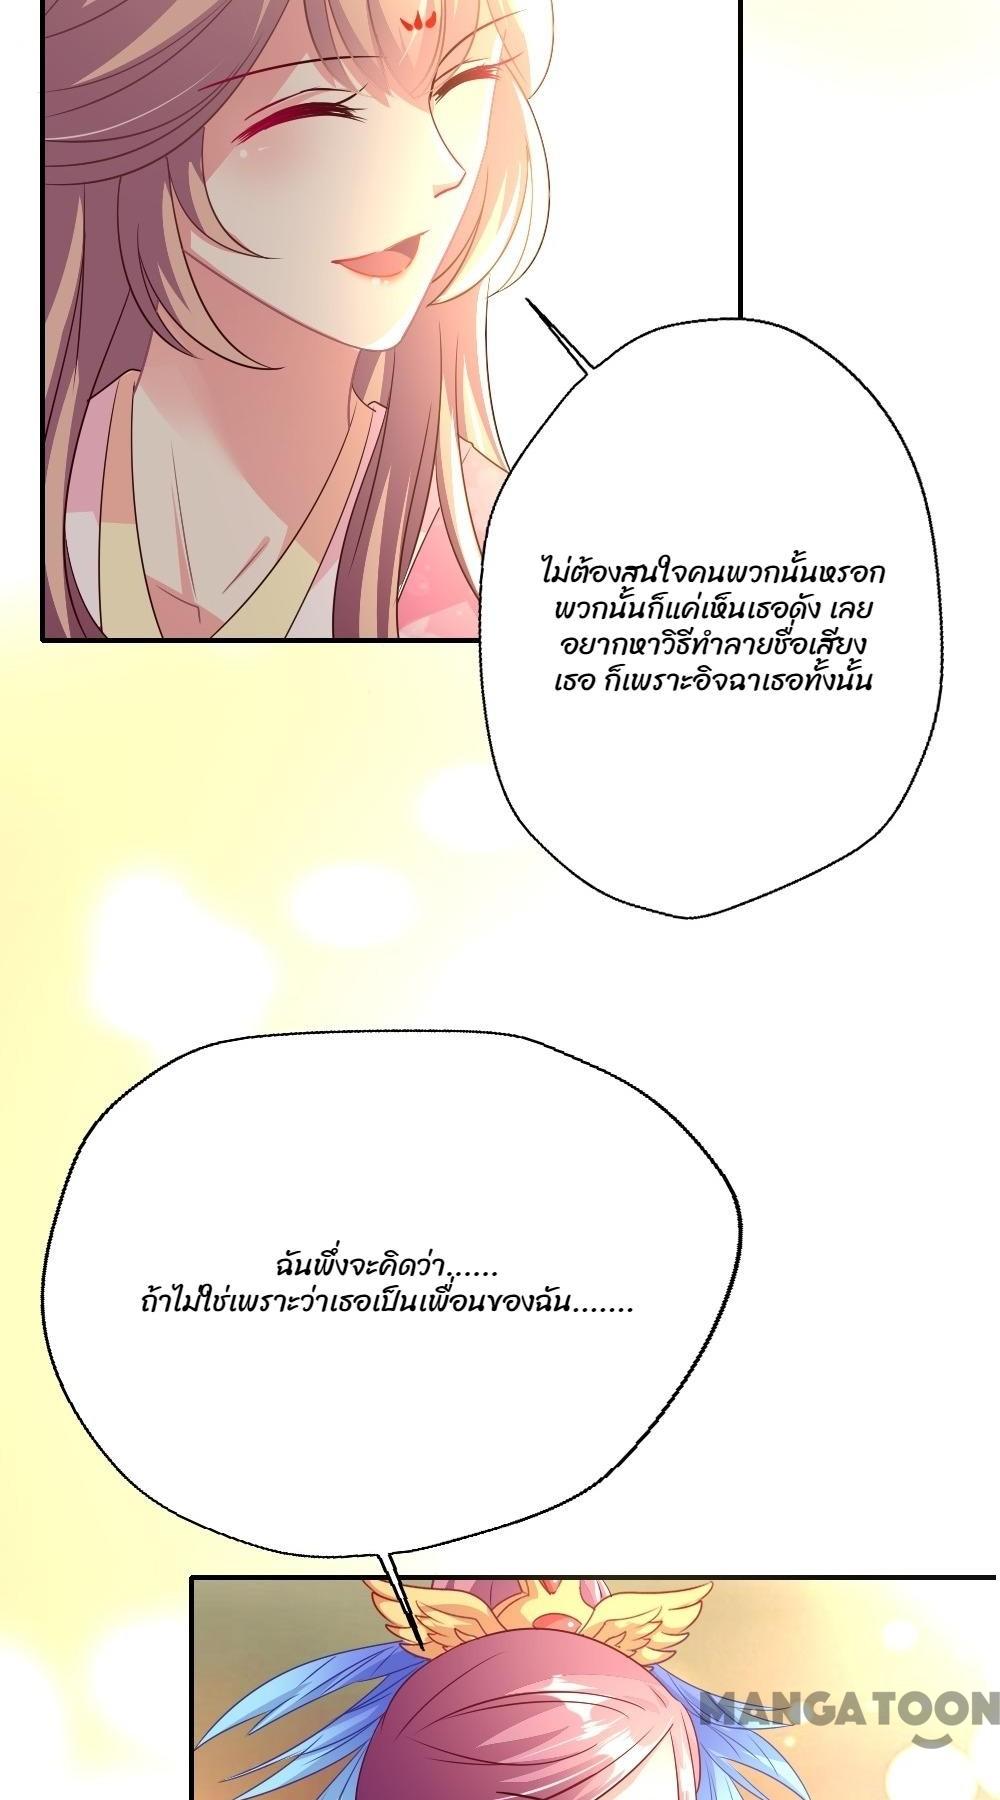 ไม่ต้องสนใจคนพวกนั้นหรอก
พวกนั้นก็แค่เห็นเธอดัง เลย
อยากหาวิธีทำลายชื่อเสียง
เธอ ก็เพราะอิจฉาเธอทั้งนั้น
ฉันพึ่งจะคิดว่า......
ถ้าไม่ใช่เพราะว่าเธอเป็นเพื่อนของฉัน.......
MANGATOON